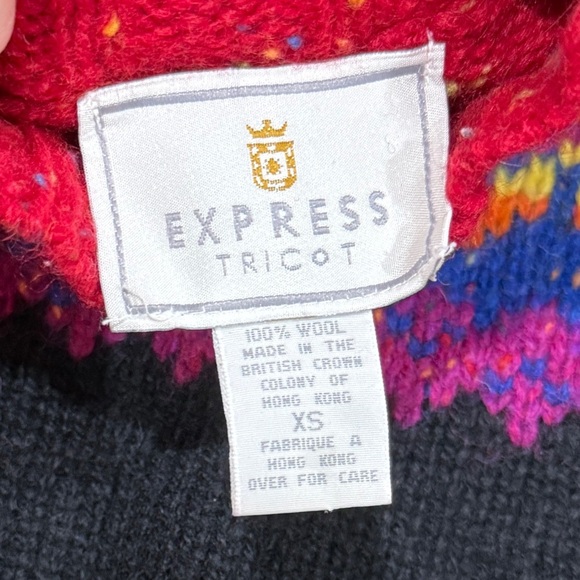 EXPRESS
TRICOT
100% WOOL
MADE IN THE
BRITISH CROWN
COLONY OF
HONG KONG
XS
FABRIQUE A
HONG KONG
OVER FOR CARE